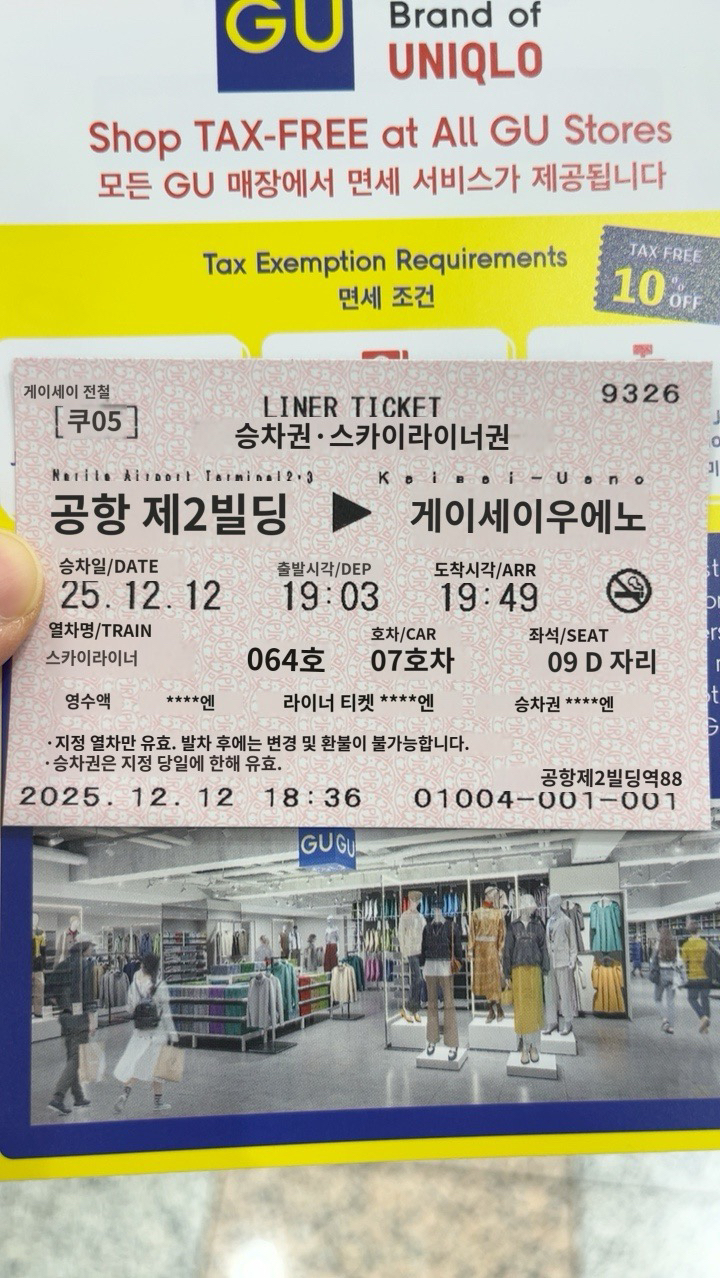 GU
Brand of
UNIQLO
Shop TAX-FREE at All GU Stores
모든 GU 매장에서 면세 서비스가 제공됩니다
Tax Exemption Requirements
면세 조건
TAX FREE
10% OFF
게이세이 전철
LINER TICKET
9326
[쿠05]
승차권·스카이라이너권
Narita Airport Terminal2·3 Keisei-Ueno
공항 제2빌딩 ▶ 게이세이우에노
승차일/DATE 출발시각/DEP 도착시각/ARR
25.12.12 19:03 19:49
열차명/TRAIN 호차/CAR 좌석/SEAT
스카이라이너 064호 07호차 09 D 자리
영수액 ****엔 라이너 티켓 ****엔 승차권 ****엔
·지정 열차만 유효. 발차 후에는 변경 및 환불이 불가능합니다.
·승차권은 지정 당일에 한해 유효.
공항제2빌딩역88
2025.12.12 18:36 01004-001-001
GU GU